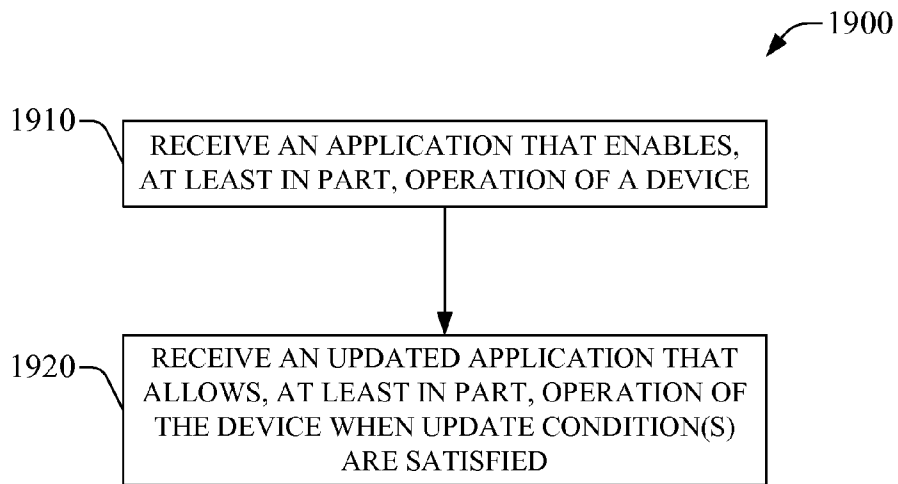 1900
1910
RECEIVE AN APPLICATION THAT ENABLES,
AT LEAST IN PART, OPERATION OF A DEVICE
1920
RECEIVE AN UPDATED APPLICATION THAT
ALLOWS, AT LEAST IN PART, OPERATION OF
THE DEVICE WHEN UPDATE CONDITION(S)
ARE SATISFIED